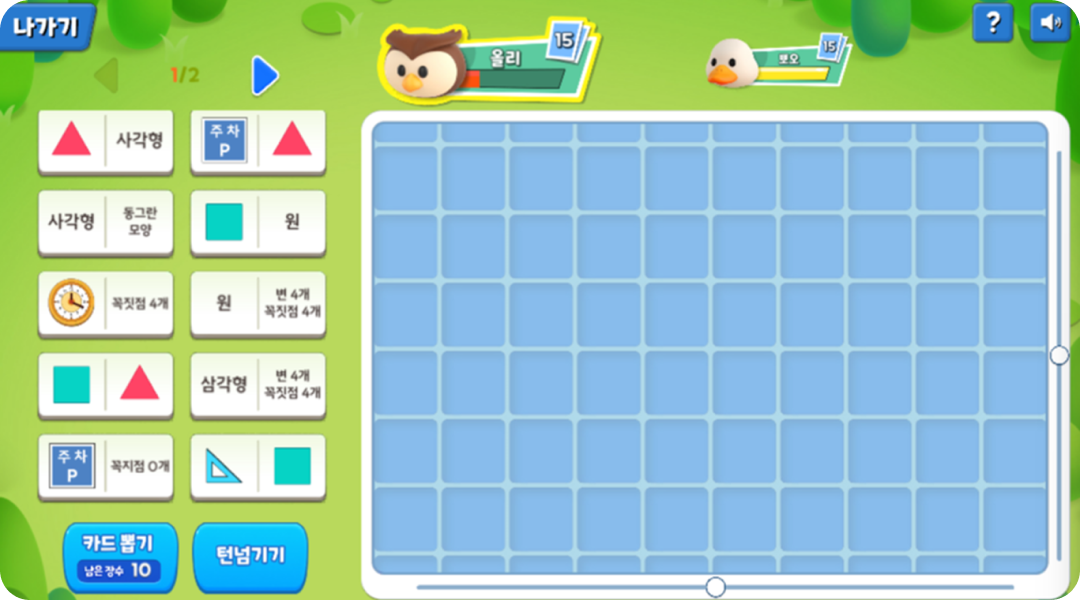 나가기
올리
15
뽀오
15
?
1/2
사각형
주차
P
사각형
동그란
모양
원
꼭짓점 4개
원
변 4개
꼭짓점 4개
삼각형
변 4개
꼭짓점 4개
주차
P
꼭지점 0개
카드 뽑기
남은 장수 10
턴넘기기